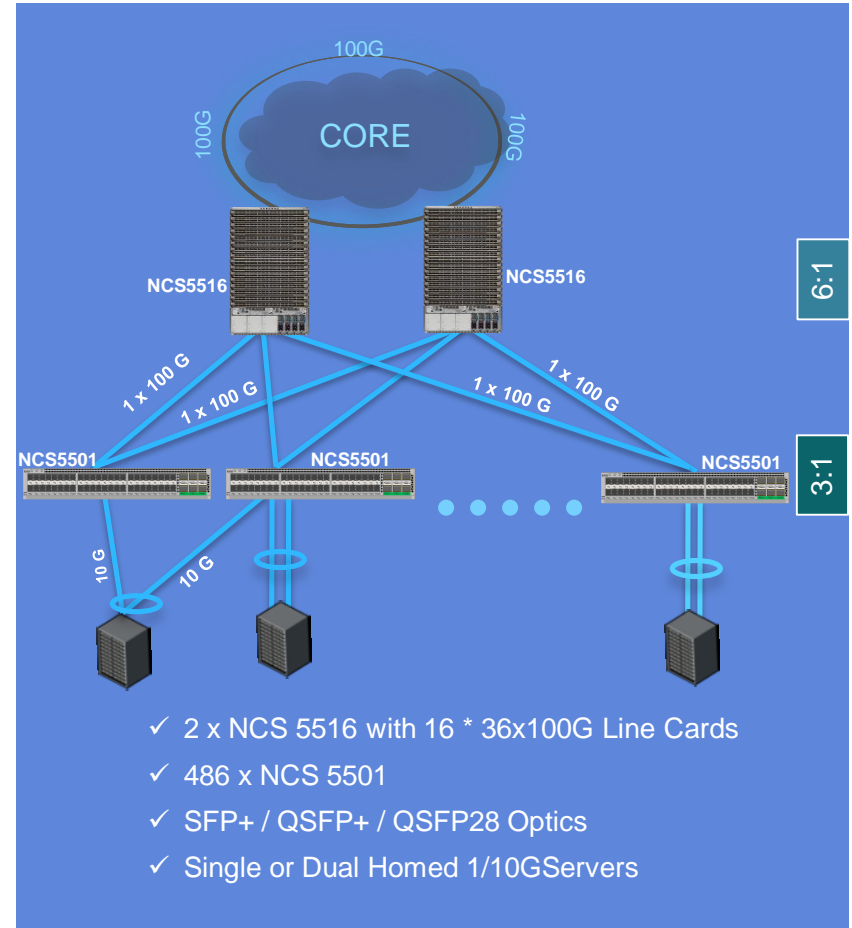 100G
100G
100G
CORE
NCS5516
NCS5516
6:1
1 x 100 G
1 x 100 G
1 x 100 G
1 x 100 G
NCS5501
NCS5501
NCS5501
3:1
10 G
10 G
✓ 2 x NCS 5516 with 16 * 36x100G Line Cards
✓ 486 x NCS 5501
✓ SFP+ / QSFP+ / QSFP28 Optics
✓ Single or Dual Homed 1/10GServers